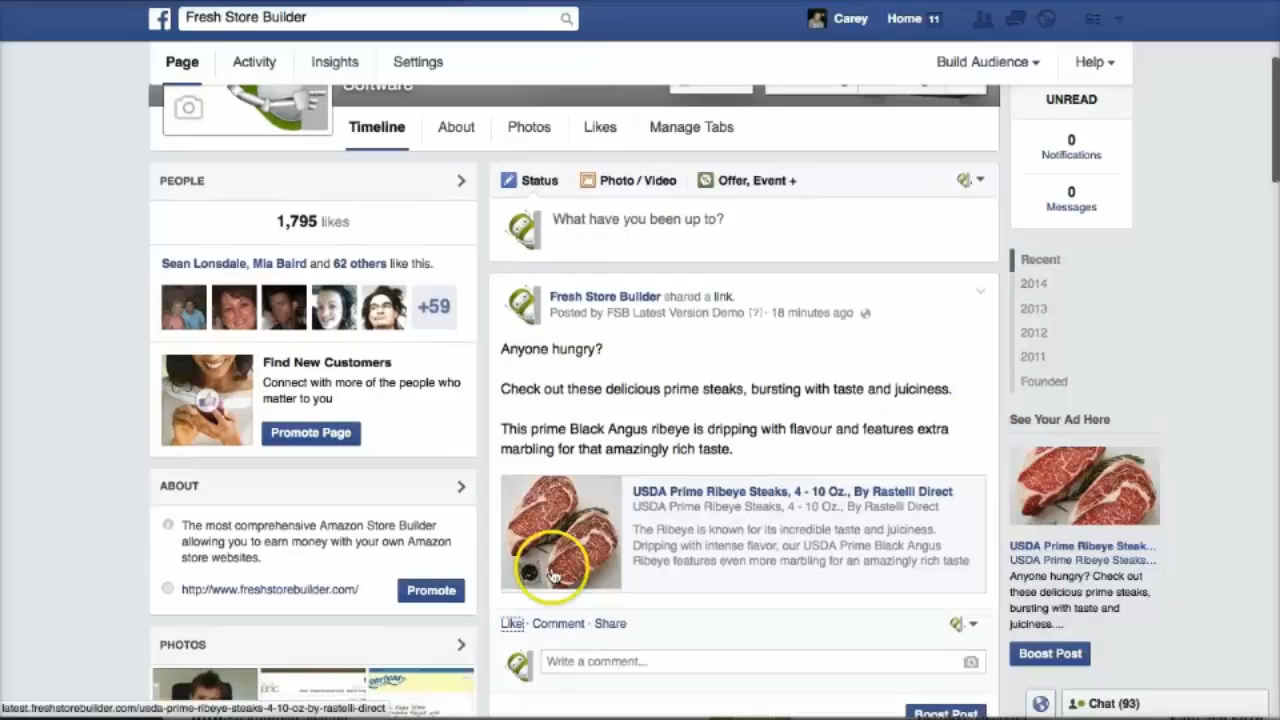 Fresh Store Builder
Carey
Home 11
Page
Activity
Insights
Settings
Build Audience
Help
Software
Timeline
About
Photos
Likes
Manage Tabs
UNREAD
0
Notifications
0
Messages
PEOPLE
1,795 likes
Sean Lonsdale, Mia Baird and 62 others like this.
+59
Find New Customers
Connect with more of the people who
matter to you
Promote Page
ABOUT
The most comprehensive Amazon Store Builder
allowing you to earn money with your own Amazon
store websites.
http://www.freshstorebuilder.com/
Promote
PHOTOS
Status
Photo / Video
Offer, Event +
What have you been up to?
Fresh Store Builder shared a link.
Posted by FSB Latest Version Demo [?] · 18 minutes ago
Anyone hungry?
Check out these delicious prime steaks, bursting with taste and juiciness.
This prime Black Angus ribeye is dripping with flavour and features extra
marbling for that amazingly rich taste.
USDA Prime Ribeye Steaks, 4 - 10 Oz., By Rastelli Direct
USDA Prime Ribeye Steaks, 4 - 10 Oz., By Rastelli Direct
The Ribeye is known for its incredible taste and juiciness.
Dripping with intense flavor, our USDA Prime Black Angus
Ribeye features even more marbling for an amazingly rich taste
Like · Comment · Share
Write a comment...
Boost Post
Recent
2014
2013
2012
2011
Founded
See Your Ad Here
USDA Prime Ribeye Steak...
USDA Prime Ribeye Steaks...
Anyone hungry? Check out
these delicious prime steaks,
bursting with taste and
juiciness....
Boost Post
Chat (93)
latest.freshstorebuilder.com/usda-prime-ribeye-steaks-4-10-oz-by-rastelli-direct